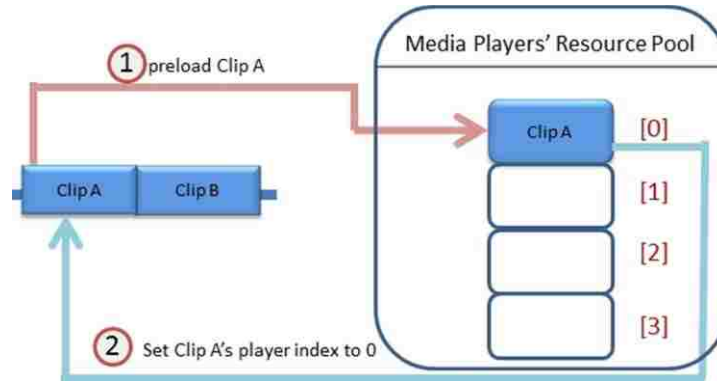 Media Players' Resource Pool
1 preload Clip A
Clip A [0]
Clip A Clip B
[1]
[2]
[3]
2 Set Clip A's player index to 0